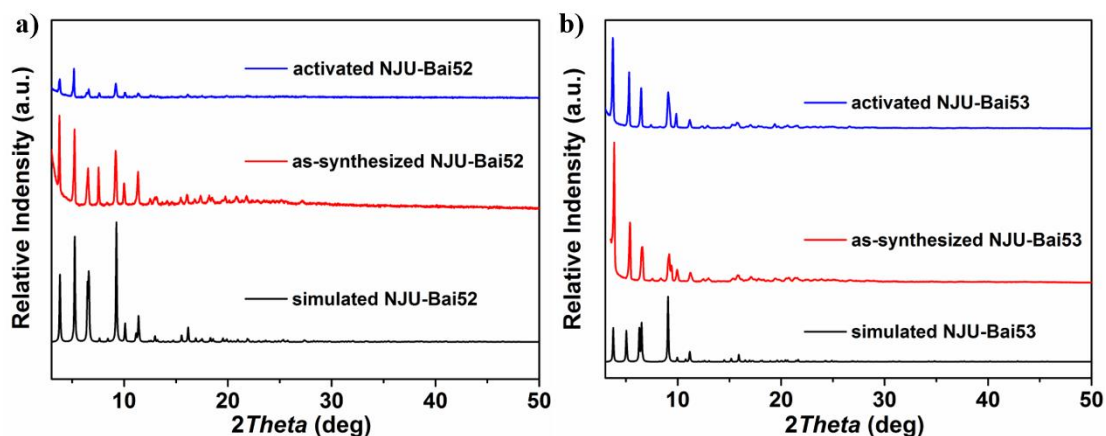 a)
Relative Indensity (a.u.)
activated NJU-Bai52
as-synthesized NJU-Bai52
simulated NJU-Bai52
10 20 30 40 50
2Theta (deg)
b)
Relative Indensity (a.u.)
activated NJU-Bai53
as-synthesized NJU-Bai53
simulated NJU-Bai53
10 20 30 40 50
2Theta (deg)